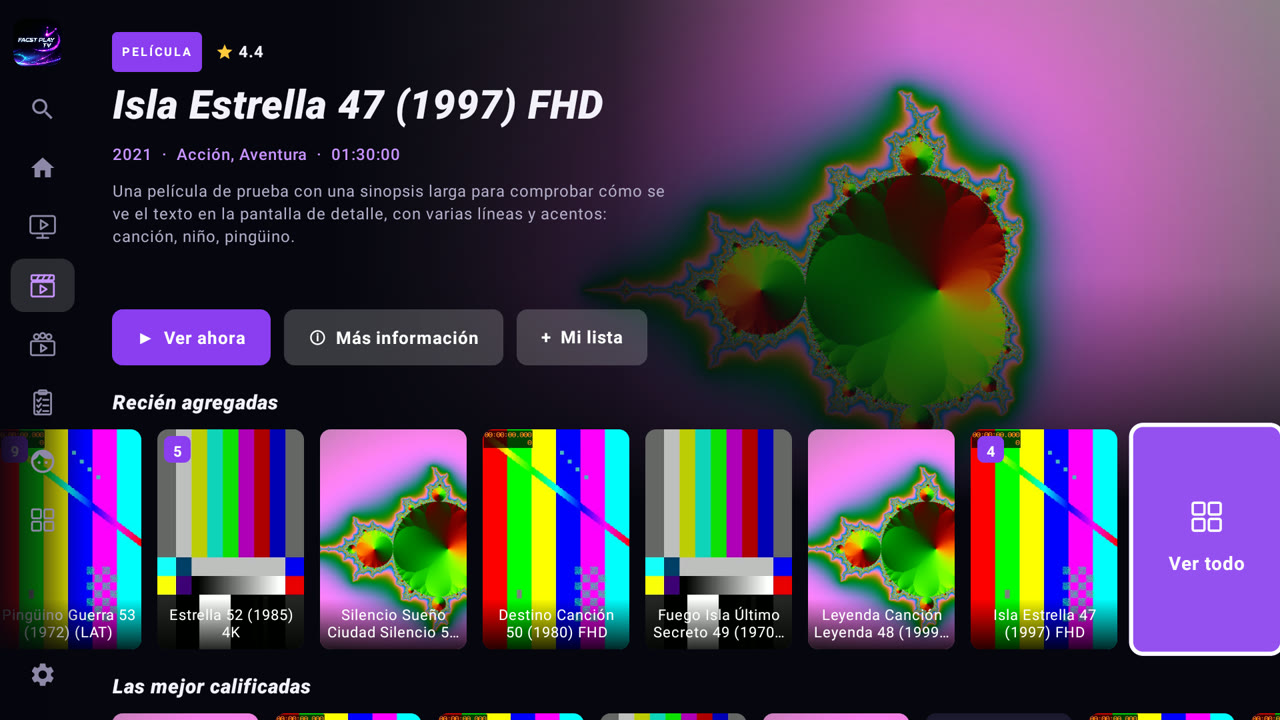 FACST PLAY
TV
PELÍCULA
4.4
Isla Estrella 47 (1997) FHD
2021 · Acción, Aventura · 01:30:00
Una película de prueba con una sinopsis larga para comprobar cómo se
ve el texto en la pantalla de detalle, con varias líneas y acentos:
canción, niño, pingüino.
Ver ahora
Más información
+ Mi lista
Recién agregadas
9
Pingüino Guerra 53
(1972) (LAT)
5
Estrella 52 (1985)
4K
Silencio Sueño
Ciudad Silencio 5...
00:00:00.000
0
Destino Canción
50 (1980) FHD
Fuego Isla Último
Secreto 49 (1970...
Leyenda Canción
Leyenda 48 (1999...
4
Isla Estrella 47
(1997) FHD
Ver todo
Las mejor calificadas